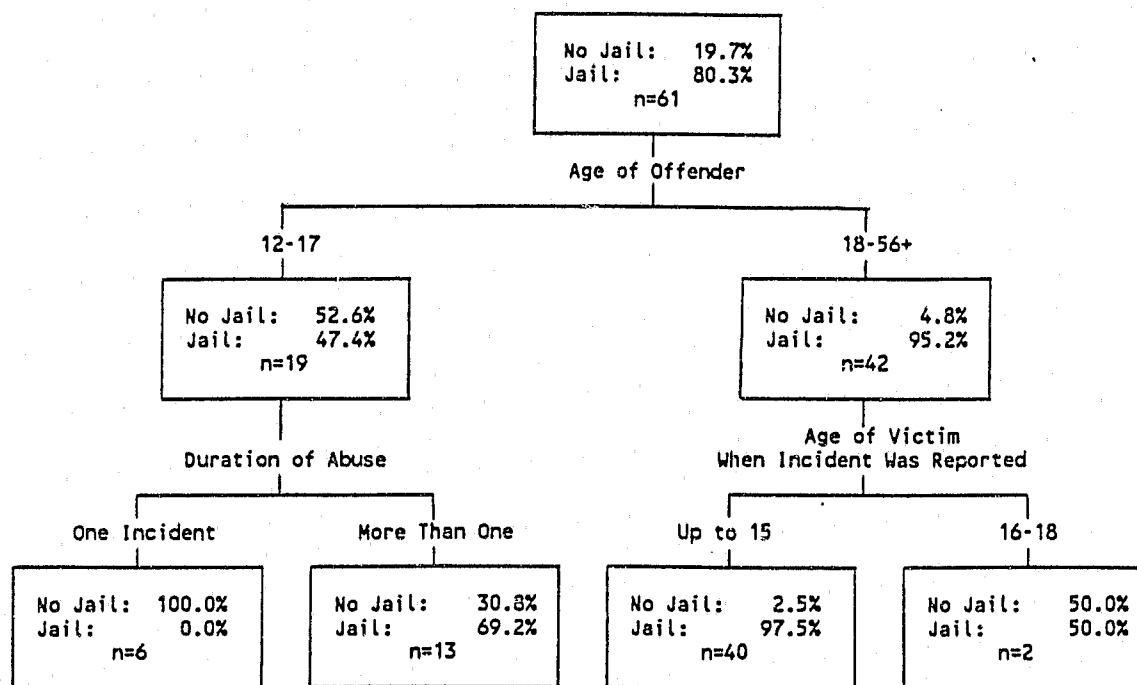 No Jail: 19.7%
Jail: 80.3%
n=61
Age of Offender
12-17
18-56+
No Jail: 52.6%
Jail: 47.4%
n=19
No Jail: 4.8%
Jail: 95.2%
n=42
Duration of Abuse
Age of Victim
When Incident Was Reported
One Incident
More Than One
Up to 15
16-18
No Jail: 100.0%
Jail: 0.0%
n=6
No Jail: 30.8%
Jail: 69.2%
n=13
No Jail: 2.5%
Jail: 97.5%
n=40
No Jail: 50.0%
Jail: 50.0%
n=2